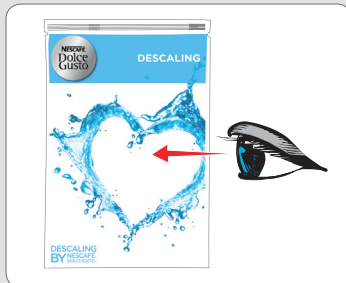 NESCAFÉ
Dolce
Gusto
DESCALING
DESCALING
BY NESCAFÉ
DOLCE GUSTO